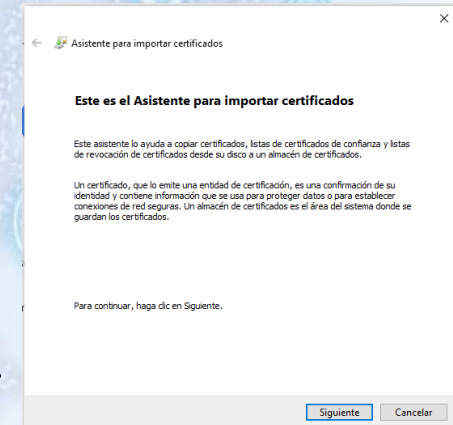 Asistente para importar certificados
Este es el Asistente para importar certificados
Este asistente lo ayuda a copiar certificados, listas de certificados de confianza y listas
de revocación de certificados desde su disco a un almacén de certificados.
Un certificado, que lo emite una entidad de certificación, es una confirmación de su
identidad y contiene información que se usa para proteger datos o para establecer
conexiones de red seguras. Un almacén de certificados es el área del sistema donde se
guardan los certificados.
Para continuar, haga clic en Siguiente.
Siguiente
Cancelar